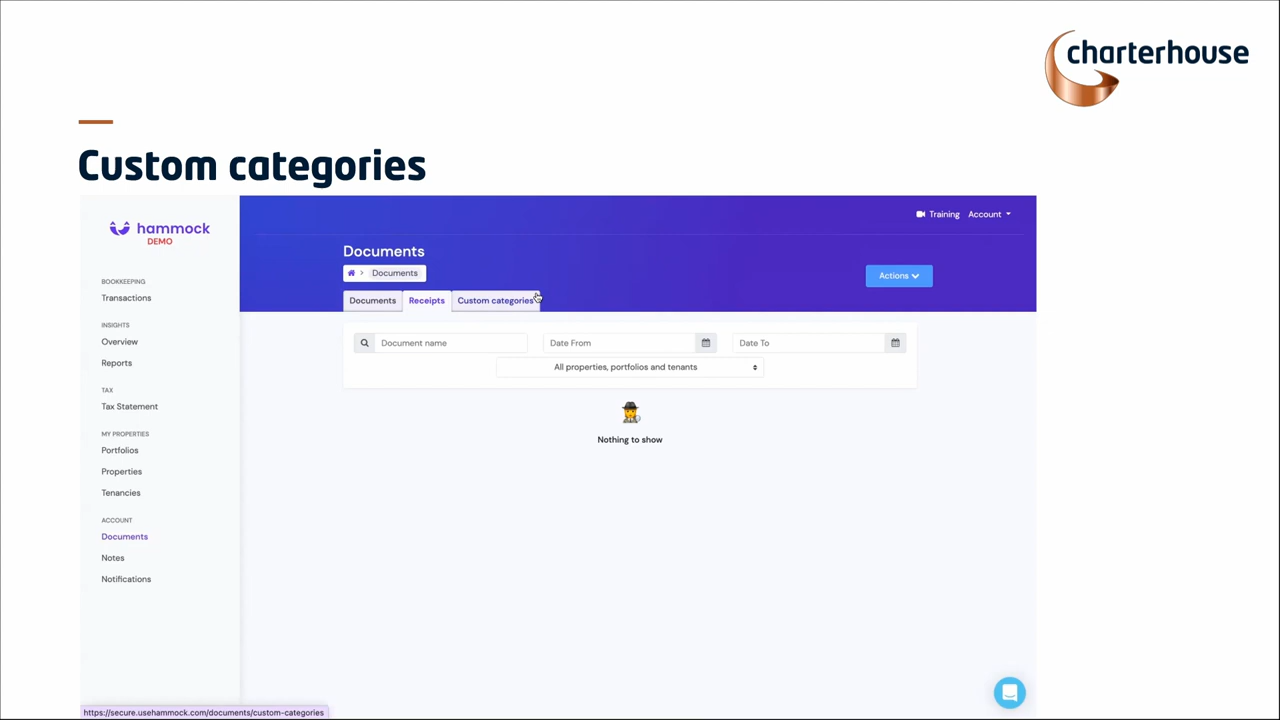 charterhouse
Custom categories
hammock
DEMO
Training Account
Documents
Documents
Actions
Documents Receipts Custom categories
BOOKKEEPING
Transactions
INSIGHTS
Overview
Reports
TAX
Tax Statement
MY PROPERTIES
Portfolios
Properties
Tenancies
ACCOUNT
Documents
Notes
Notifications
Document name Date From Date To
All properties, portfolios and tenants
Nothing to show
https://secure.usehammock.com/documents/custom-categories